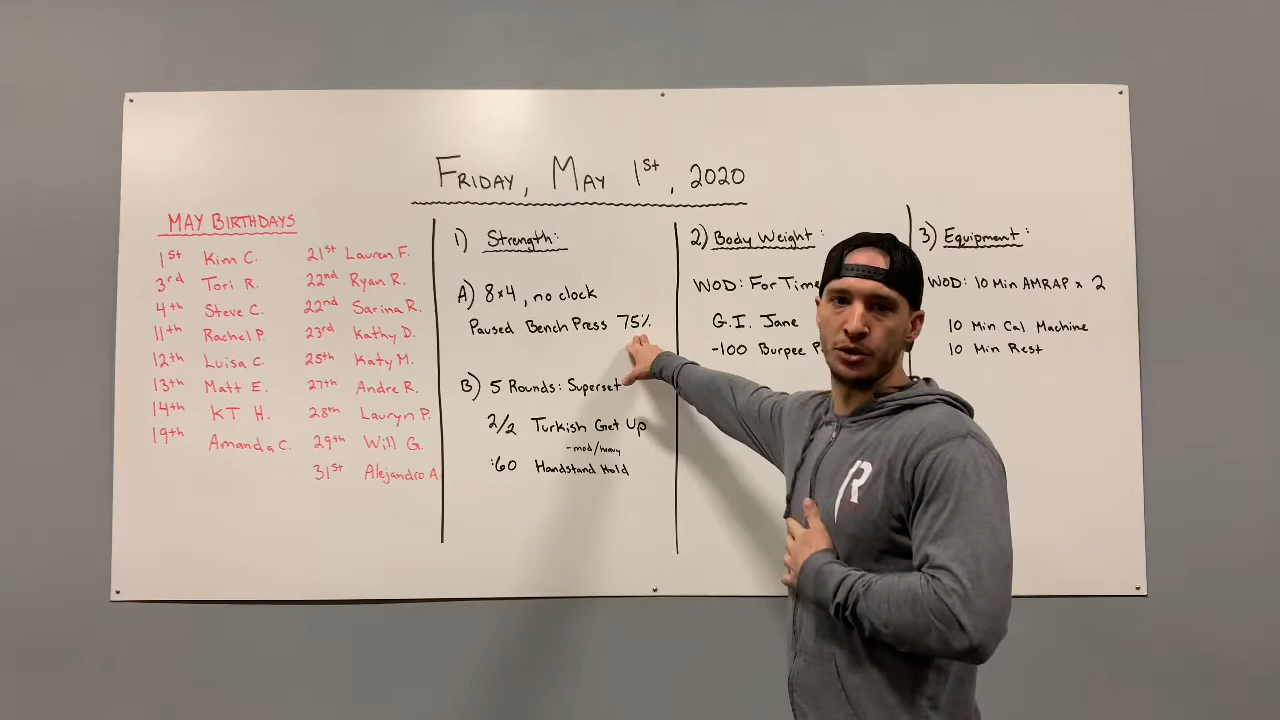 FRIDAY, MAY 1st, 2020
MAY BIRTHDAYS
1st Kim C.
3rd Tori R.
4th Steve C.
11th Rachel P.
12th Luisa C.
13th Matt E.
14th KT H.
19th Amanda C.
21st Lauren F.
22nd Ryan R.
22nd Sarina R.
23rd Kathy D.
25th Katy M.
27th Andre R.
28th Lauryn P.
29th Will G.
31st Alejandro A
1) Strength:
A) 8x4, no clock
Paused Bench Press 75%
B) 5 Rounds: Superset
2/2 Turkish Get Up
-mod/heavy
:60 Handstand Hold
2) Body Weight:
WOD: For Time
G.I. Jane
-100 Burpee
3) Equipment:
WOD: 10 Min AMRAP x 2
10 Min Cal Machine
10 Min Rest
R